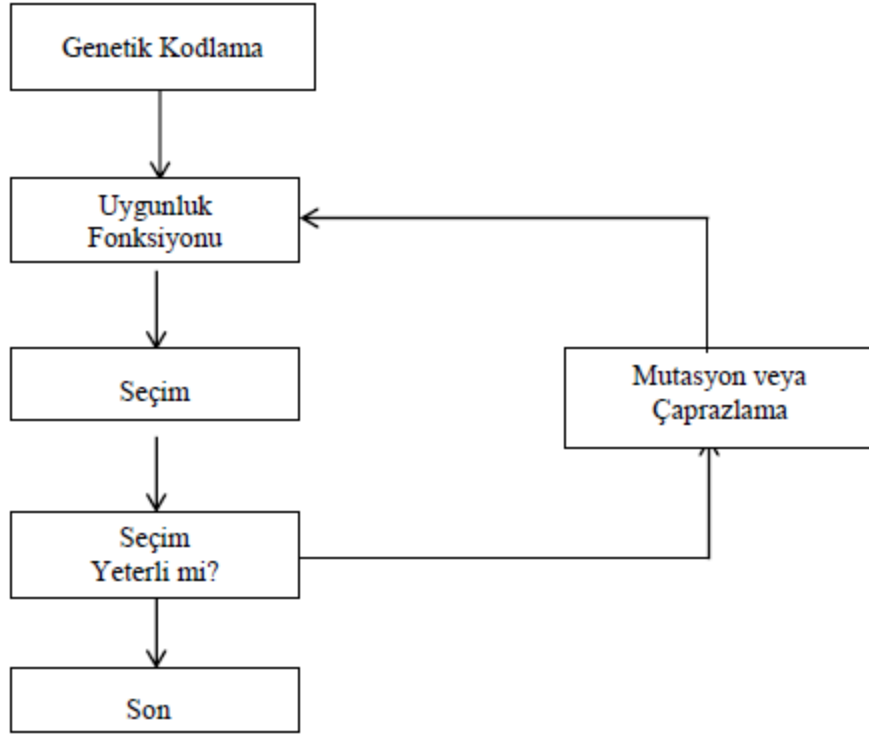 Genetik Kodlama
Uygunluk
Fonksiyonu
Seçim
Mutasyon veya
Çaprazlama
Seçim
Yeterli mi?
Son